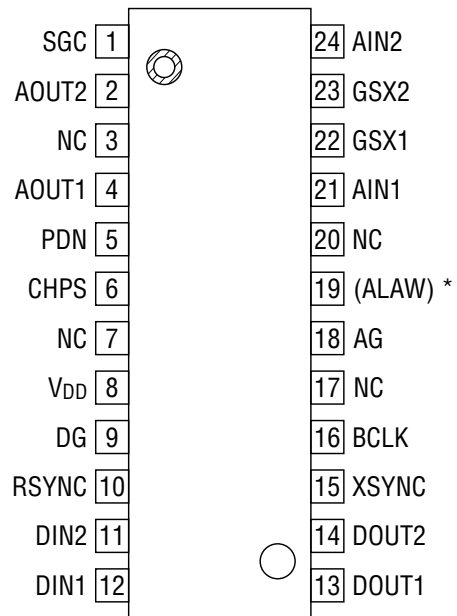 SGC 1 24 AIN2
AOUT2 2 23 GSX2
NC 3 22 GSX1
AOUT1 4 21 AIN1
PDN 5 20 NC
CHPS 6 19 (ALAW) *
NC 7 18 AG
VDD 8 17 NC
DG 9 16 BCLK
RSYNC 10 15 XSYNC
DIN2 11 14 DOUT2
DIN1 12 13 DOUT1